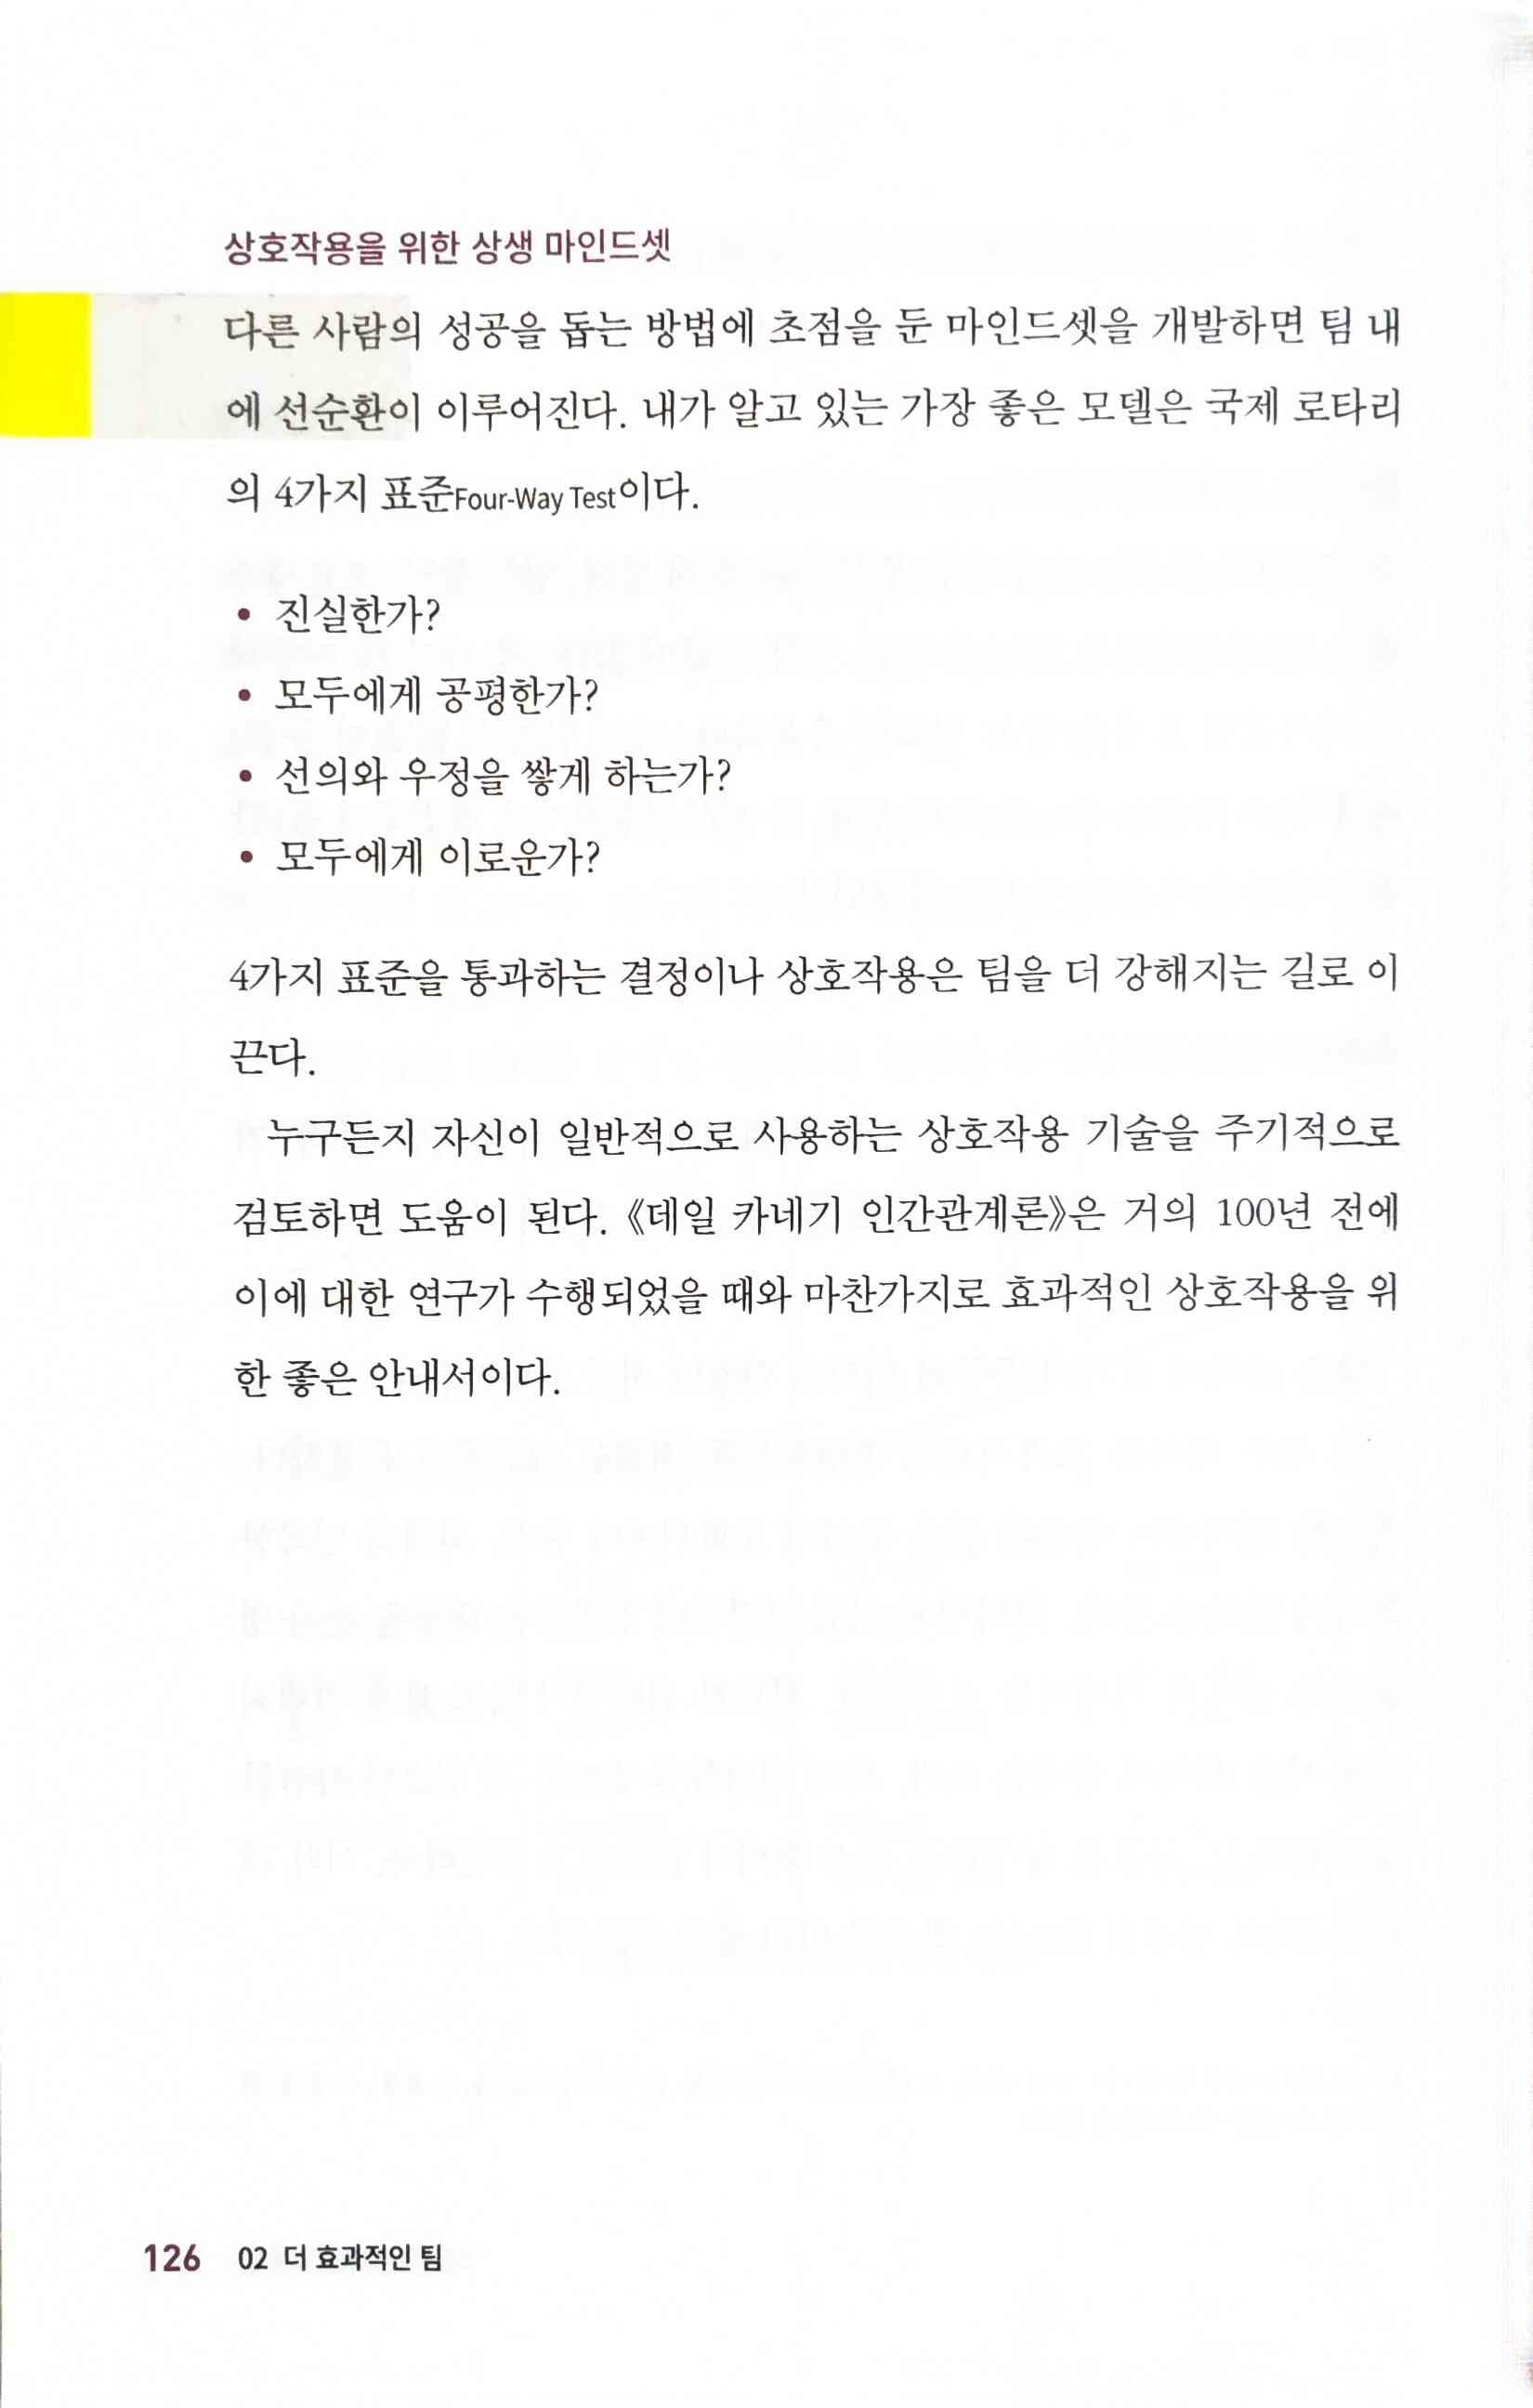 상호작용을 위한 상생 마인드셋
다른 사람의 성공을 돕는 방법에 초점을 둔 마인드셋을 개발하면 팀 내
에 선순환이 이루어진다. 내가 알고 있는 가장 좋은 모델은 국제 로타리
의 4가지 표준Four-Way Test이다.
• 진실한가?
• 모두에게 공평한가?
• 선의와 우정을 쌓게 하는가?
• 모두에게 이로운가?
4가지 표준을 통과하는 결정이나 상호작용은 팀을 더 강해지는 길로 이
끈다.
누구든지 자신이 일반적으로 사용하는 상호작용 기술을 주기적으로
검토하면 도움이 된다. 《데일 카네기 인간관계론》은 거의 100년 전에
이에 대한 연구가 수행되었을 때와 마찬가지로 효과적인 상호작용을 위
한 좋은 안내서이다.
126 02 더 효과적인 팀